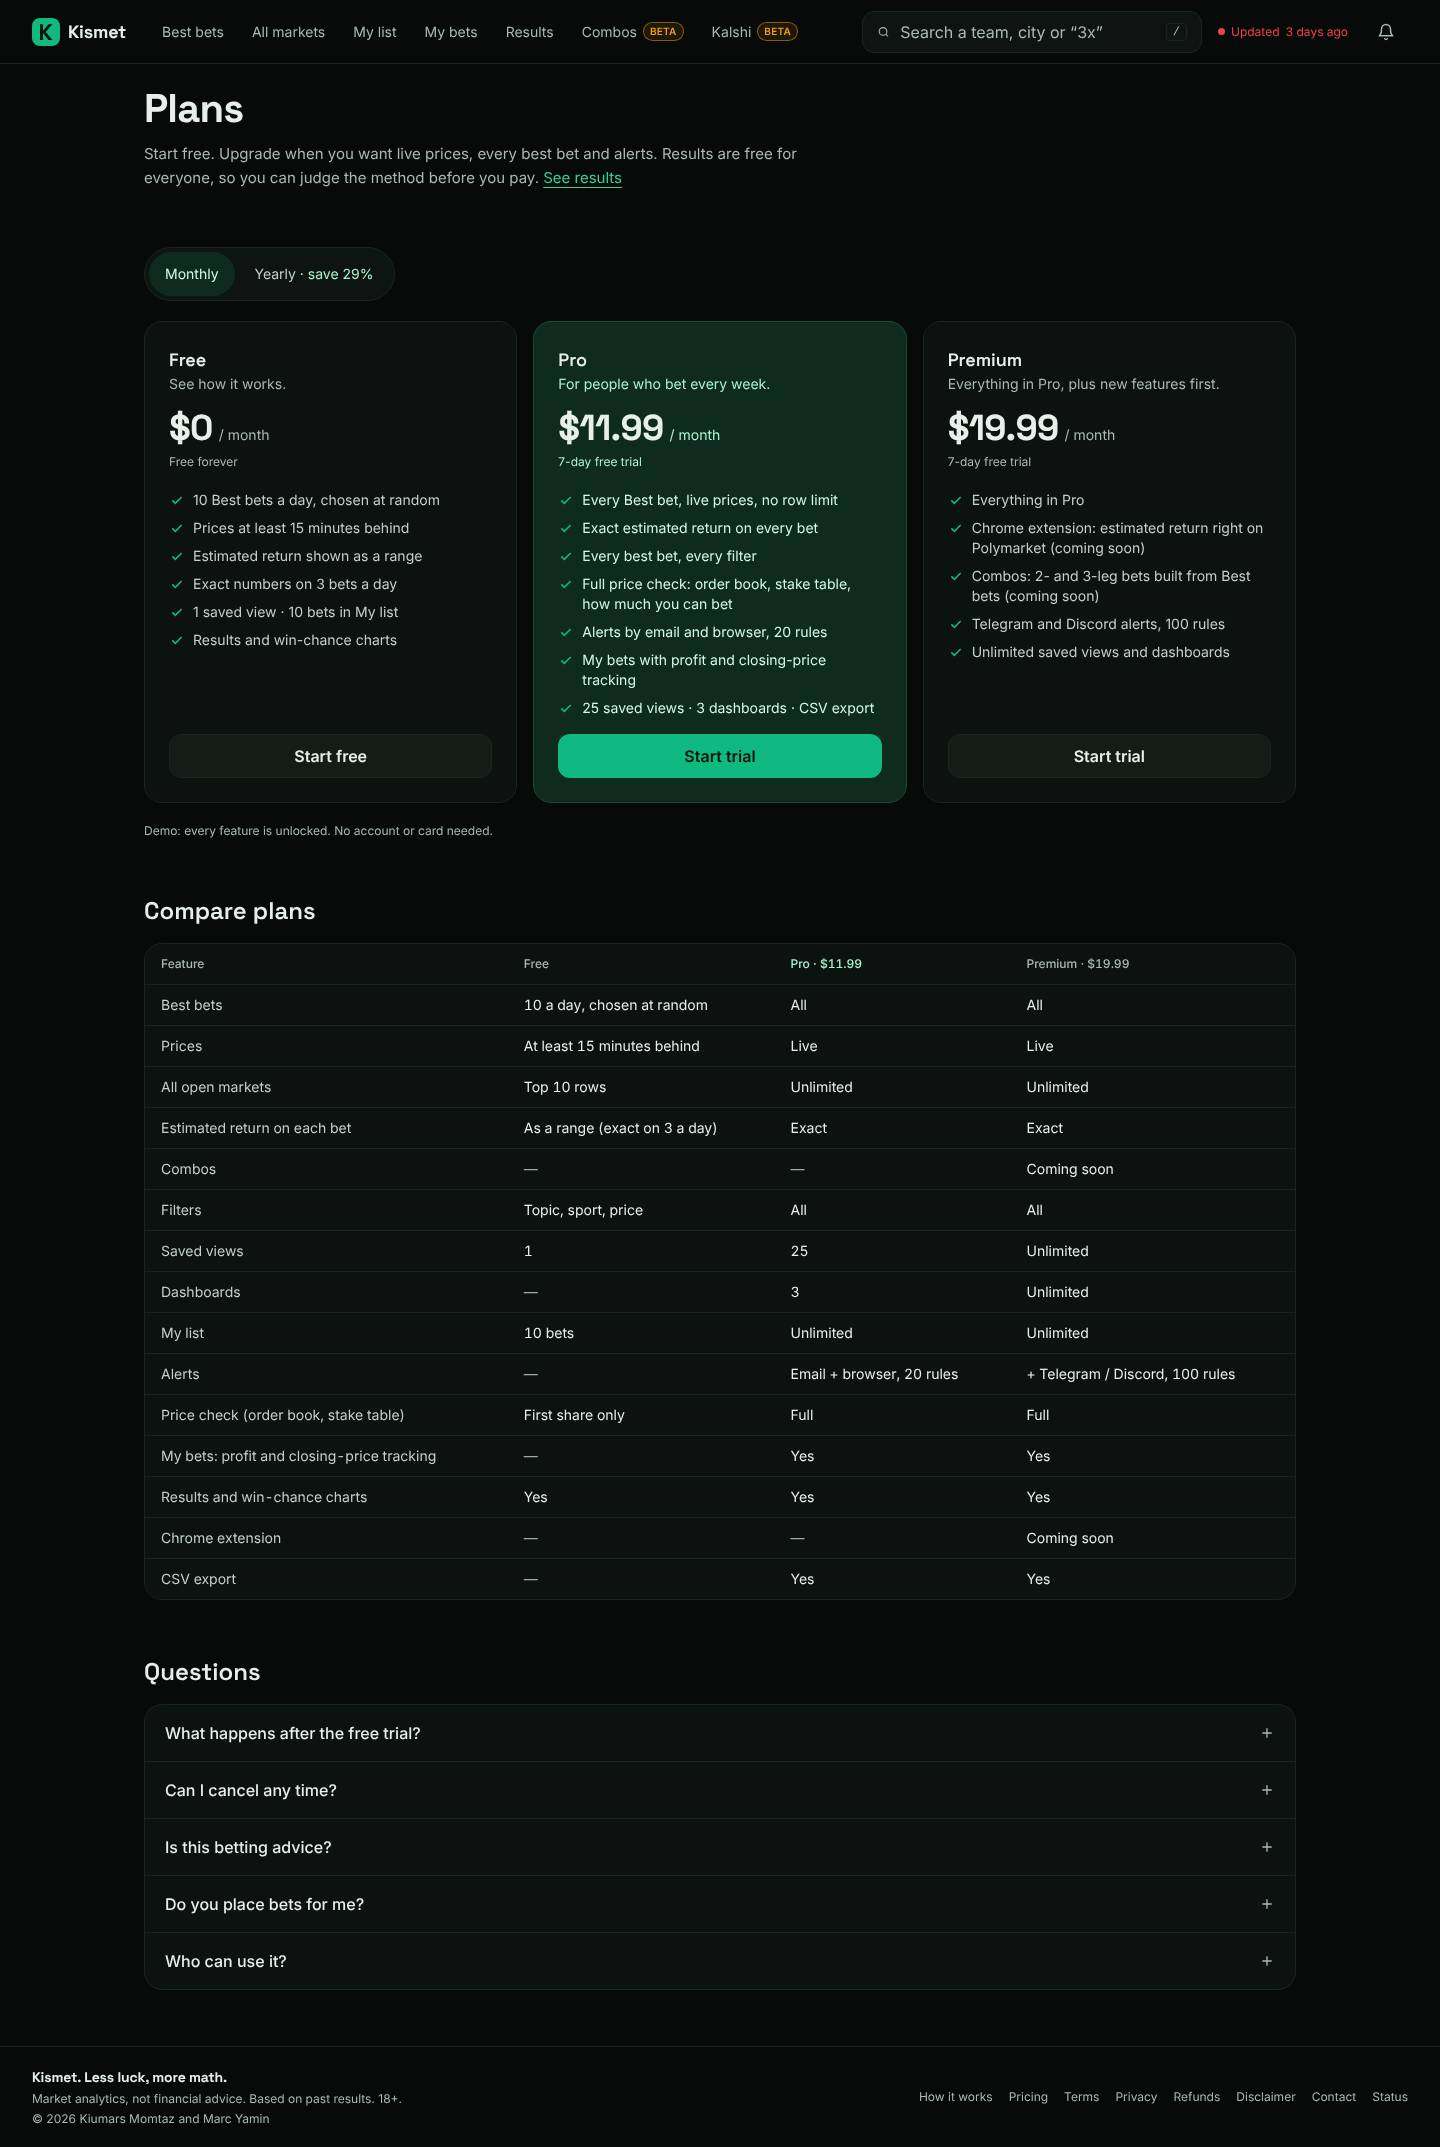 K Kismet Best bets All markets My list My bets Results Combos BETA Kalshi BETA Search a team, city or “3x” / Updated 3 days ago
Plans
Start free. Upgrade when you want live prices, every best bet and alerts. Results are free for
everyone, so you can judge the method before you pay. See results
Monthly Yearly · save 29%
Free
See how it works.
$0 / month
Free forever
10 Best bets a day, chosen at random
Prices at least 15 minutes behind
Estimated return shown as a range
Exact numbers on 3 bets a day
1 saved view · 10 bets in My list
Results and win-chance charts
Start free
Pro
For people who bet every week.
$11.99 / month
7-day free trial
Every Best bet, live prices, no row limit
Exact estimated return on every bet
Every best bet, every filter
Full price check: order book, stake table,
how much you can bet
Alerts by email and browser, 20 rules
My bets with profit and closing-price
tracking
25 saved views · 3 dashboards · CSV export
Start trial
Premium
Everything in Pro, plus new features first.
$19.99 / month
7-day free trial
Everything in Pro
Chrome extension: estimated return right on
Polymarket (coming soon)
Combos: 2- and 3-leg bets built from Best
bets (coming soon)
Telegram and Discord alerts, 100 rules
Unlimited saved views and dashboards
Start trial
Demo: every feature is unlocked. No account or card needed.
Compare plans
Feature Free Pro · $11.99 Premium · $19.99
Best bets 10 a day, chosen at random All All
Prices At least 15 minutes behind Live Live
All open markets Top 10 rows Unlimited Unlimited
Estimated return on each bet As a range (exact on 3 a day) Exact Exact
Combos — — Coming soon
Filters Topic, sport, price All All
Saved views 1 25 Unlimited
Dashboards — 3 Unlimited
My list 10 bets Unlimited Unlimited
Alerts — Email + browser, 20 rules + Telegram / Discord, 100 rules
Price check (order book, stake table) First share only Full Full
My bets: profit and closing-price tracking — Yes Yes
Results and win-chance charts Yes Yes Yes
Chrome extension — — Coming soon
CSV export — Yes Yes
Questions
What happens after the free trial? +
Can I cancel any time? +
Is this betting advice? +
Do you place bets for me? +
Who can use it? +
Kismet. Less luck, more math.
Market analytics, not financial advice. Based on past results. 18+.
© 2026 Kiumars Momtaz and Marc Yamin
How it works Pricing Terms Privacy Refunds Disclaimer Contact Status